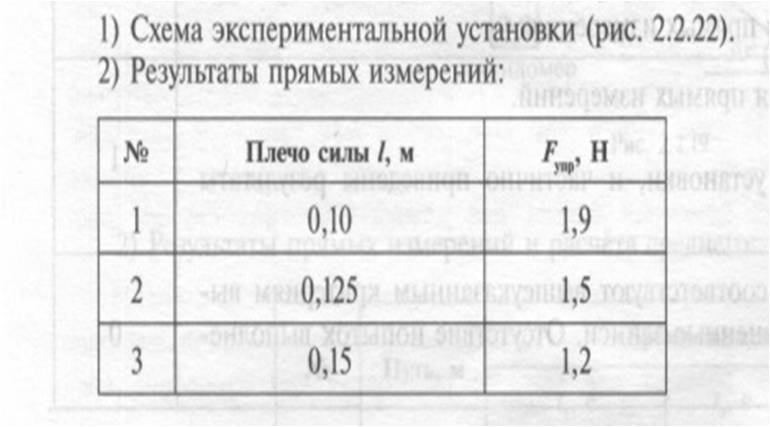 1) Схема экспериментальной установки (рис. 2.2.22).
2) Результаты прямых измерений:
№ Плечо силы l, м Fупр, Н
1 0,10 1,9
2 0,125 1,5
3 0,15 1,2